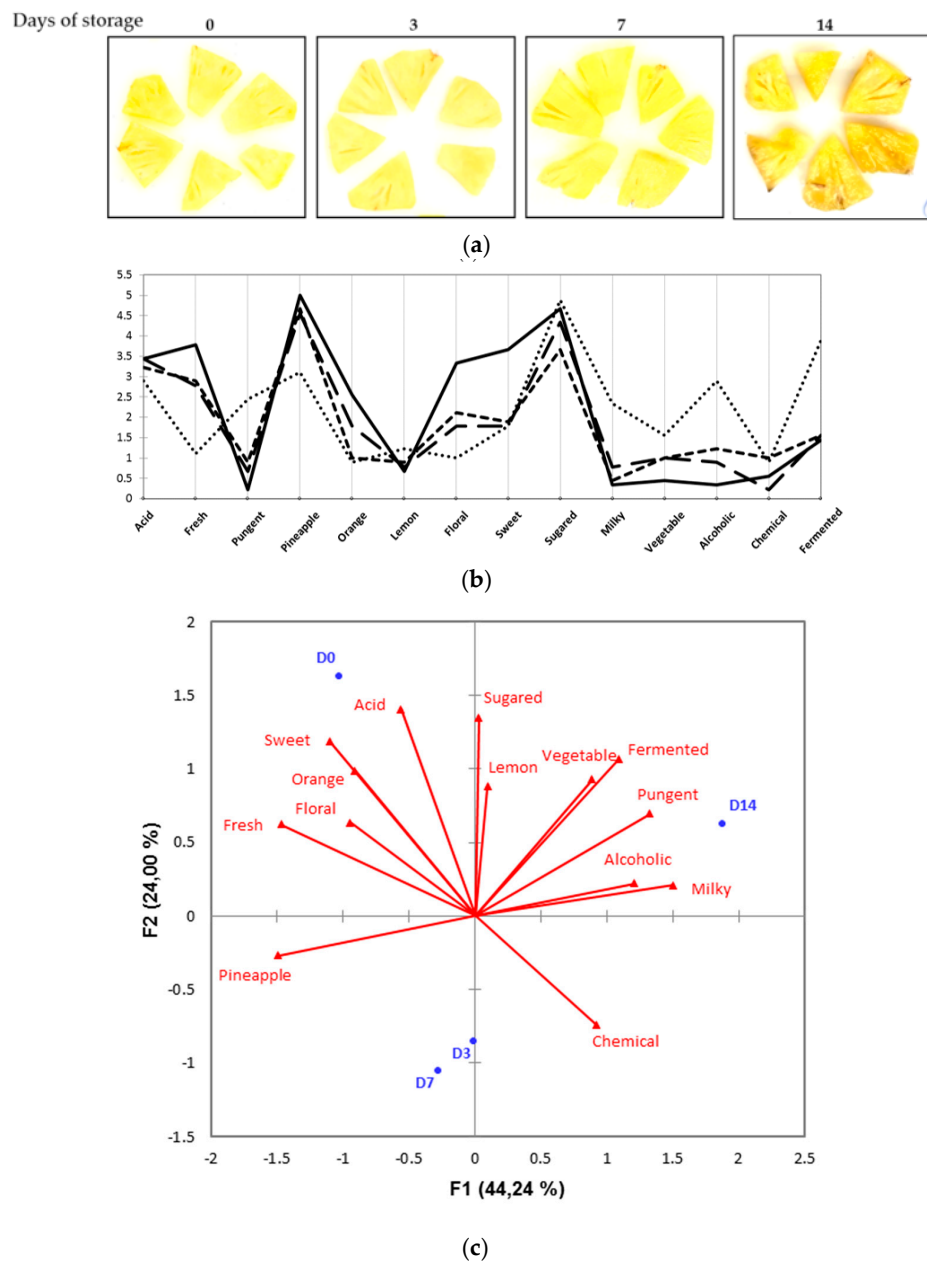 Days of storage 0 3 7 14
(a)
5.5
5
4.5
4
3.5
3
2.5
2
1.5
1
0.5
0
Acid Fresh Pungent Pineapple Orange Lemon Floral Sweet Sugared Milky Vegetable Alcoholic Chemical Fermented
(b)
2
D0
1.5
Acid
Sugared
Sweet
Vegetable
Fermented
1
Orange
Lemon
Pungent
D14
Floral
Fresh
0.5
Alcoholic
Milky
0
Pineapple
-0.5
Chemical
D3
-1
D7
-1.5
F2 (24,00 %)
-2 -1.5 -1 -0.5 0 0.5 1 1.5 2 2.5
F1 (44,24 %)
(c)